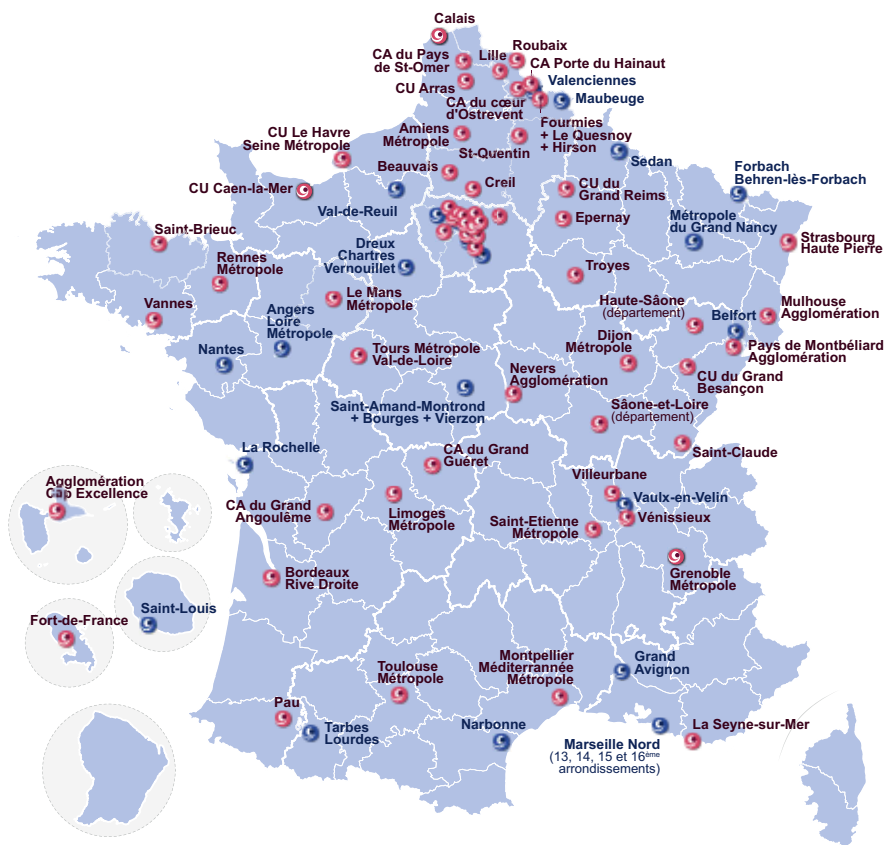 Calais
CA du Pays
de St-Omer
Lille
Roubaix
CA Porte du Hainaut
CU Arras
Valenciennes
Maubeuge
CA du cœur
d'Ostrevent
Fourmies
+ Le Quesnoy
+ Hirson
CU Le Havre
Seine Métropole
Amiens
Métropole
St-Quentin
Sedan
Beauvais
Creil
CU Caen-la-Mer
Val-de-Reuil
CU du
Grand Reims
Forbach
Behren-lès-Forbach
Epernay
Métropole
du Grand Nancy
Strasbourg
Haute Pierre
Saint-Brieuc
Dreux
Chartres
Vernouillet
Rennes
Métropole
Troyes
Vannes
Le Mans
Métropole
Angers
Loire
Métropole
Haute-Sâone
(département)
Belfort
Mulhouse
Agglomération
Nantes
Tours Métropole
Val-de-Loire
Dijon
Métropole
Pays de Montbéliard
Agglomération
Nevers
Agglomération
CU du Grand
Besançon
Saint-Amand-Montrond
+ Bourges + Vierzon
Sâone-et-Loire
(département)
La Rochelle
CA du Grand
Guéret
Saint-Claude
Villeurbane
Agglomération
Cap Excellence
CA du Grand
Angoulême
Limoges
Métropole
Vaulx-en-Velin
Vénissieux
Saint-Etienne
Métropole
Bordeaux
Rive Droite
Grenoble
Métropole
Saint-Louis
Fort-de-France
Toulouse
Métropole
Montpellier
Méditerrannée
Métropole
Grand
Avignon
Pau
Tarbes
Lourdes
Narbonne
La Seyne-sur-Mer
Marseille Nord
(13, 14, 15 et 16ème
arrondissements)